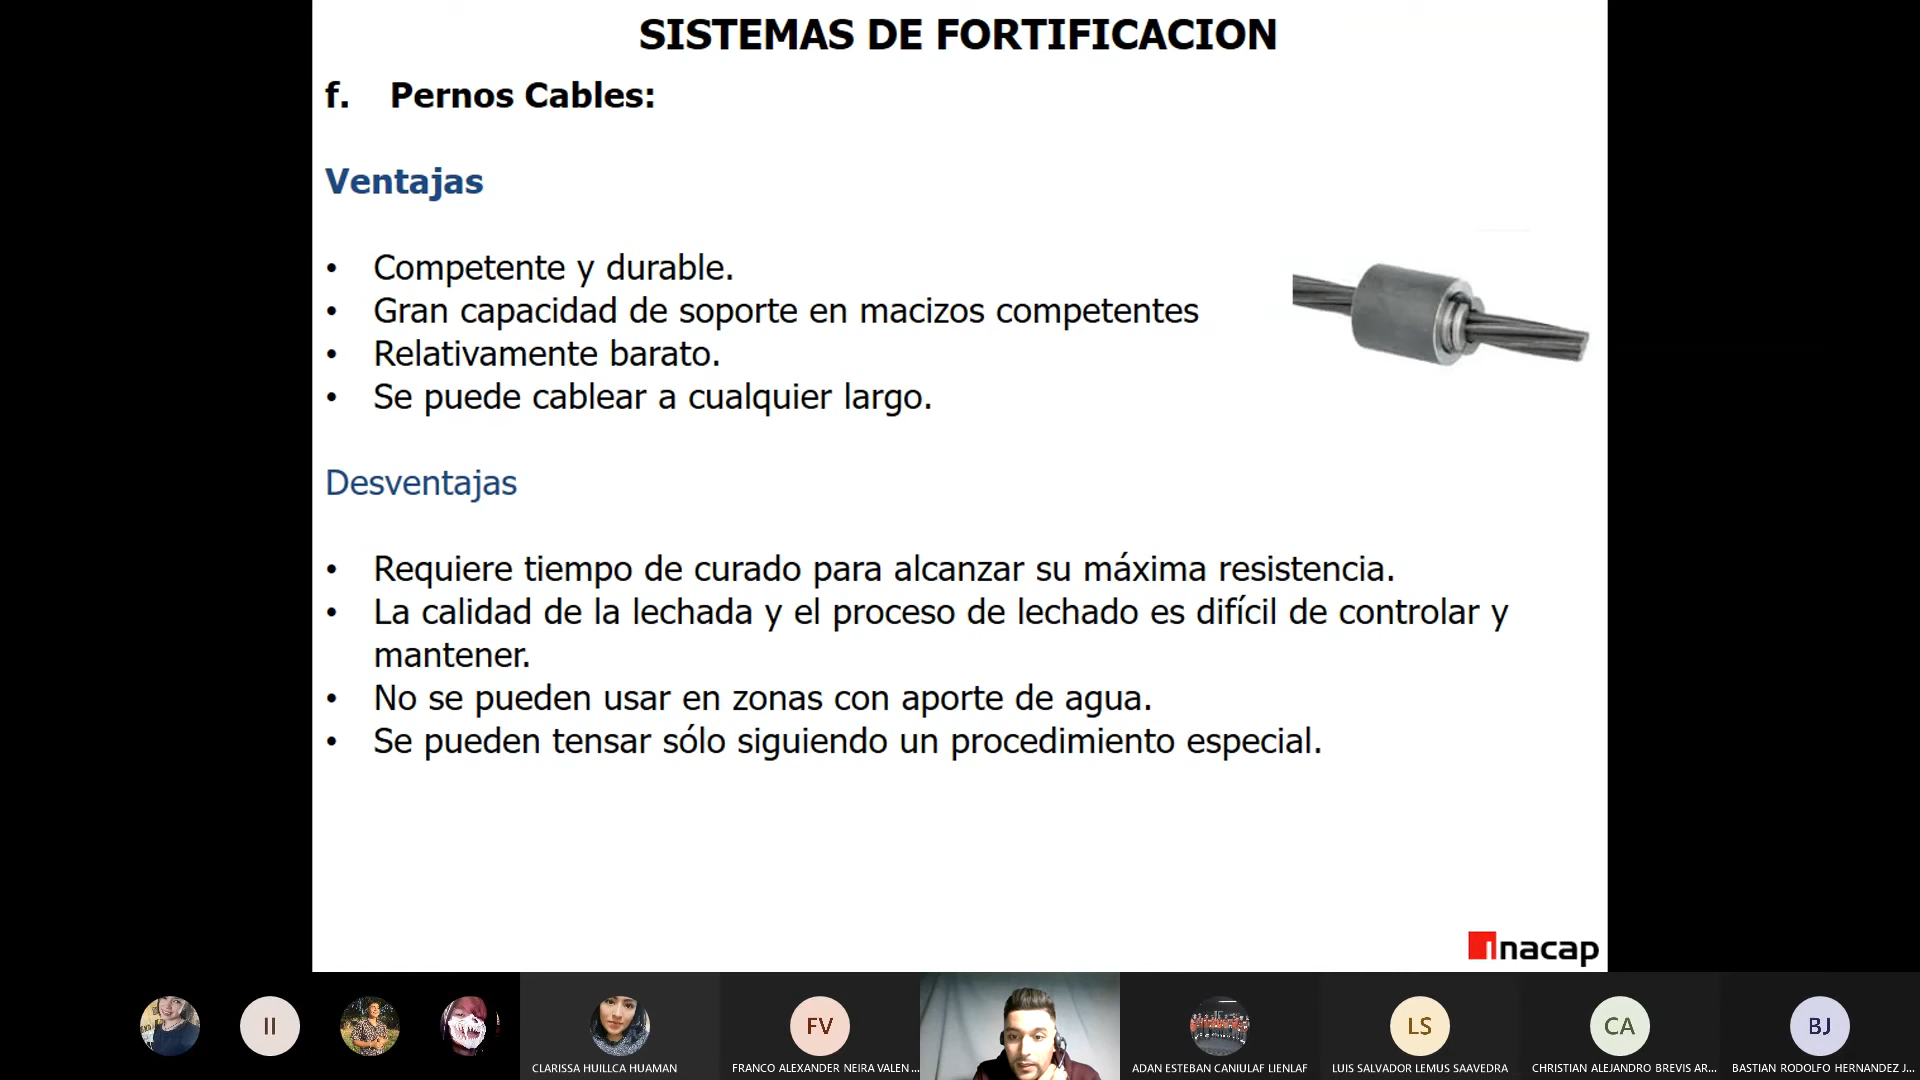 SISTEMAS DE FORTIFICACION
f. Pernos Cables:
Ventajas
• Competente y durable.
• Gran capacidad de soporte en macizos competentes
• Relativamente barato.
• Se puede cablear a cualquier largo.
Desventajas
• Requiere tiempo de curado para alcanzar su máxima resistencia.
• La calidad de la lechada y el proceso de lechado es difícil de controlar y
mantener.
• No se pueden usar en zonas con aporte de agua.
• Se pueden tensar sólo siguiendo un procedimiento especial.
inacap
II
FV
LS
CA
BJ
CLARISSA HUILLCA HUAMAN
FRANCO ALEXANDER NEIRA VALEN...
ADAN ESTEBAN CANIULAF LIENLAF
LUIS SALVADOR LEMUS SAAVEDRA
CHRISTIAN ALEJANDRO BREVIS AR...
BASTIAN RODOLFO HERNANDEZ J...